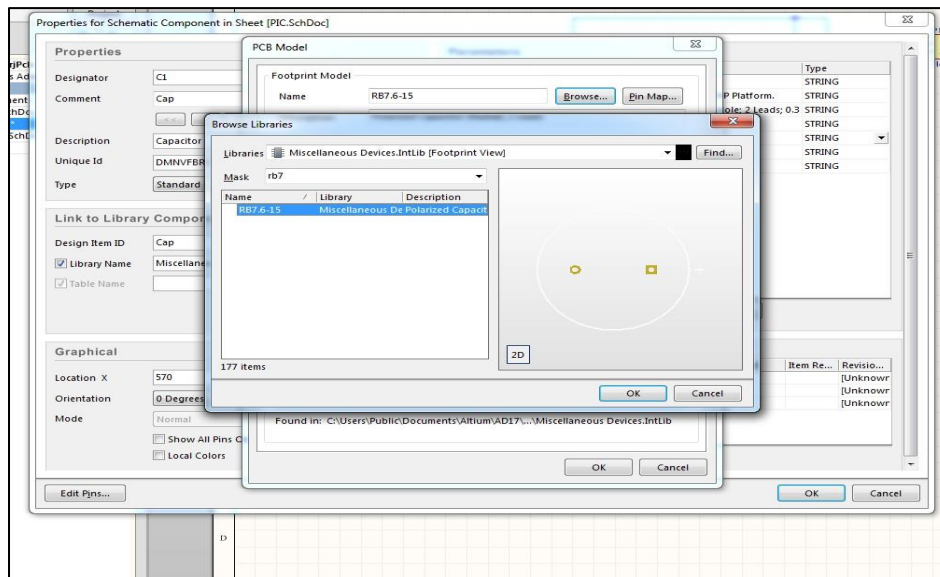 Properties for Schematic Component in Sheet [PIC.SchDoc]
Properties
Designator
C1
Comment
Cap
<<
Description
Capacitor
Unique Id
DMNVFBR
Type
Standard
Link to Library Compor
Design Item ID
Cap
Library Name
Miscellane
Table Name
Graphical
Location X
570
Orientation
0 Degrees
Mode
Normal
Show All Pins O
Local Colors
Edit Pins...
PCB Model
Footprint Model
Name
RB7.6-15
Browse...
Pin Map...
Browse Libraries
Libraries
Miscellaneous Devices.IntLib [Footprint View]
Find...
Mask
rb7
Name
Library
Description
RB7.6-15
Miscellaneous De
Polarized Capacit
177 items
2D
OK
Cancel
Found in: C:\Users\Public\Documents\Altium\AD17\...\Miscellaneous Devices.IntLib
OK
Cancel
Type
STRING
P Platform.
STRING
ole; 2 Leads; 0.3
STRING
STRING
STRING
STRING
STRING
Item Re...
Revisio...
[Unknowr
[Unknowr
[Unknowr
OK
Cancel
D